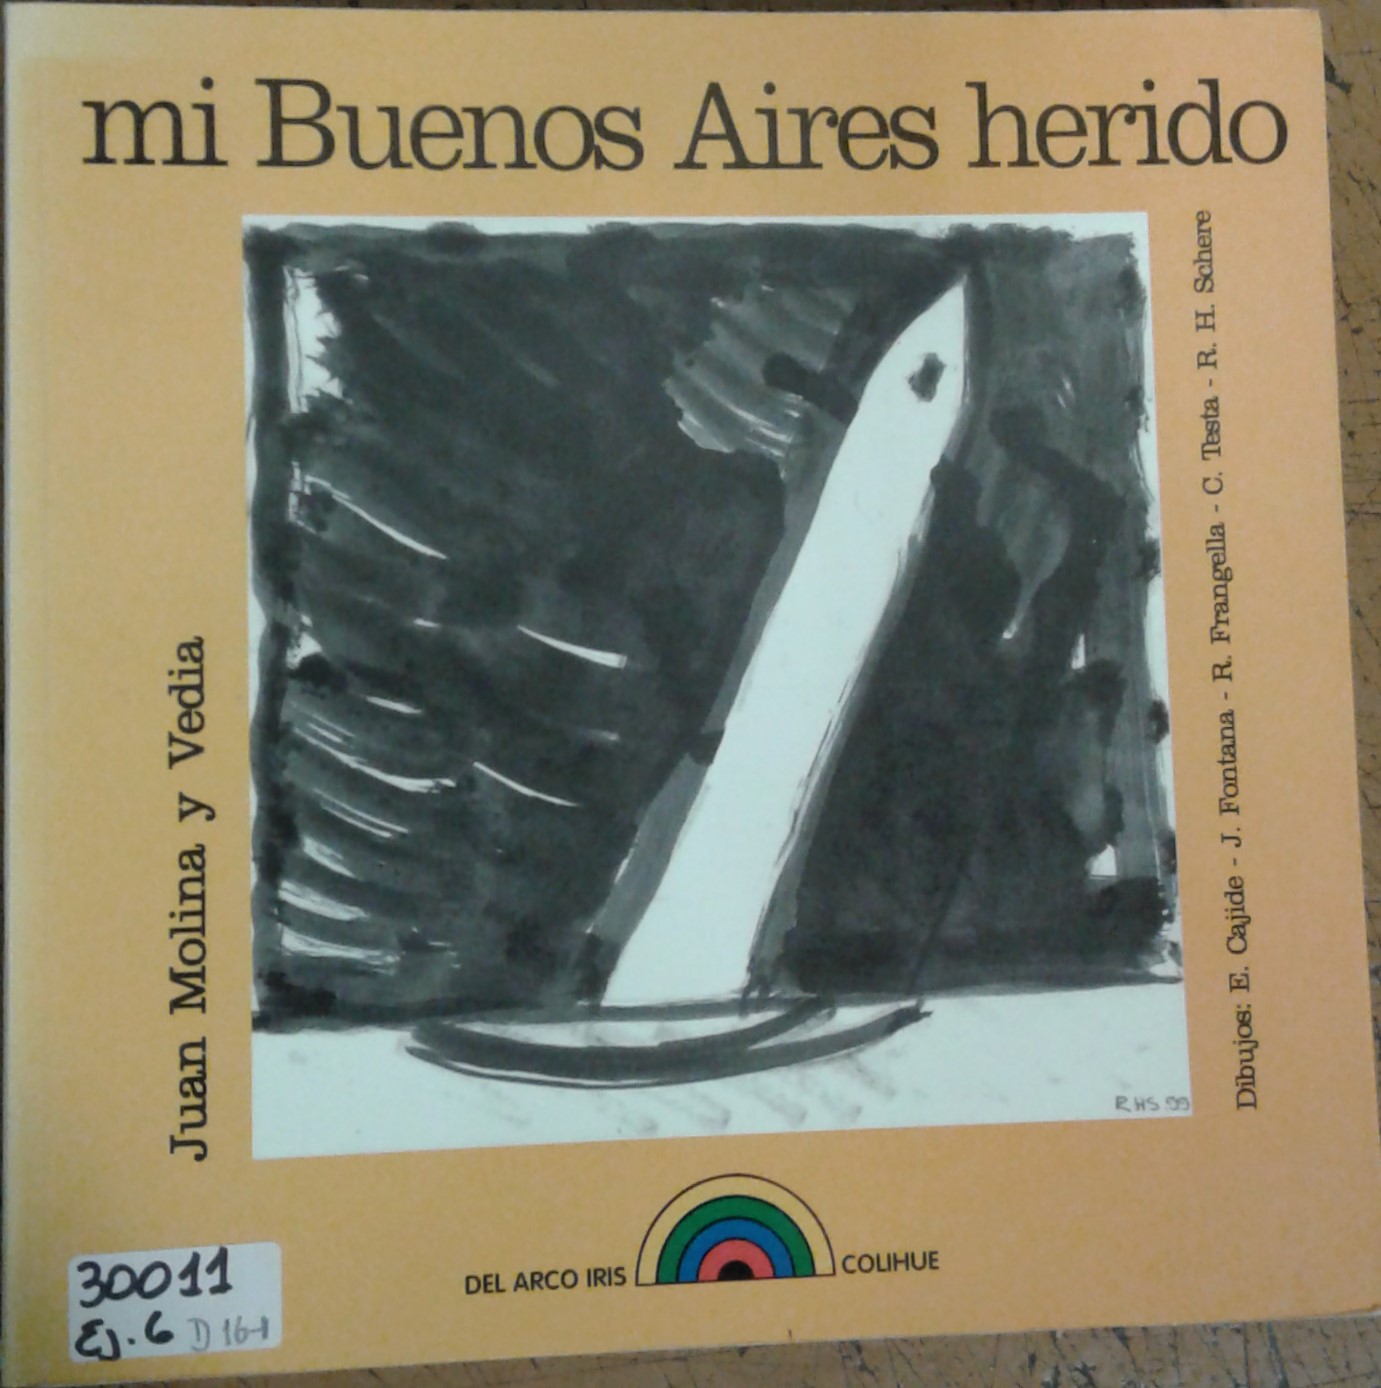 mi Buenos Aires herido
Juan Molina y Vedia
Dibujos: E. Cajide - J. Fontana - R. Frangella - C. Testa - R. H. Schere
RHS.99
DEL ARCO IRIS
COLIHUE
30011
Ej. 6 D 16-1